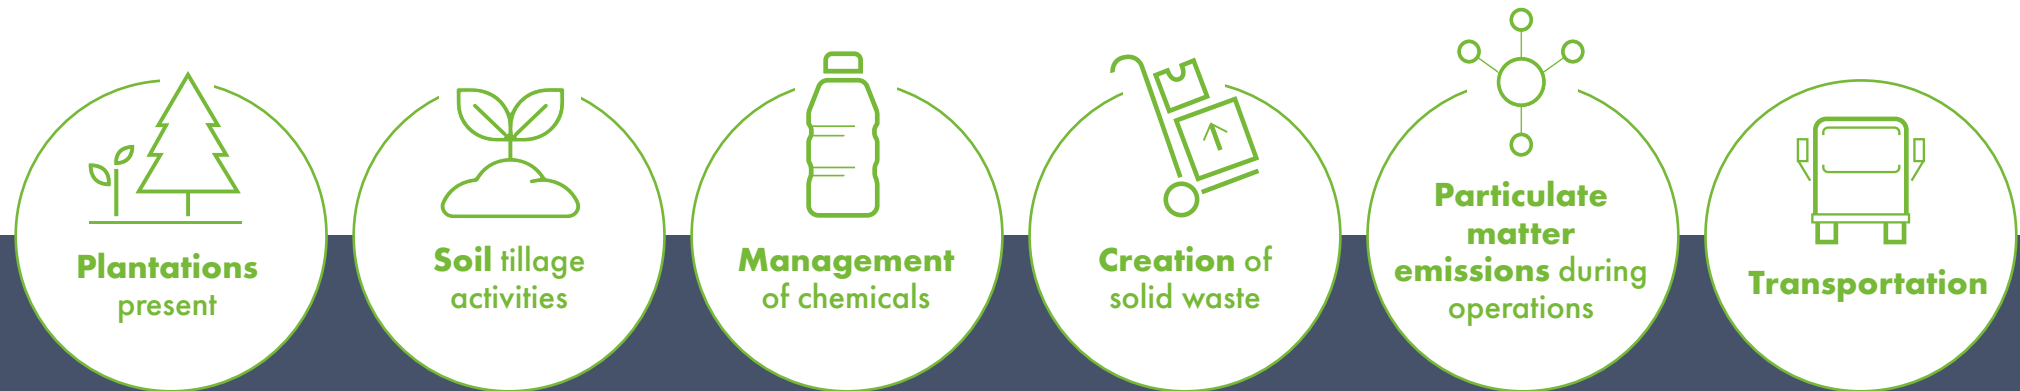 Plantations
present
Soil tillage
activities
Management
of chemicals
Creation of
solid waste
Particulate
matter
emissions during
operations
Transportation